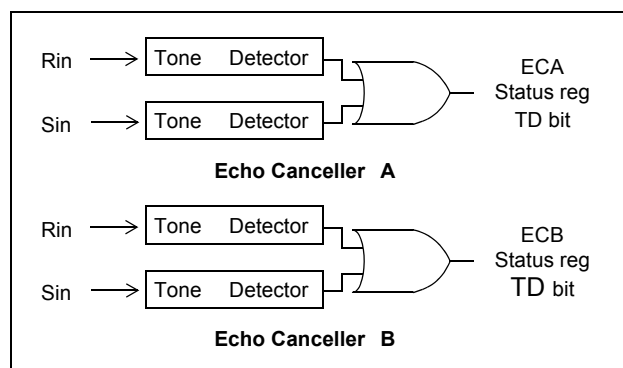 Rin
Tone Detector
Sin
Tone Detector
ECA
Status reg
TD bit
Echo Canceller A
Rin
Tone Detector
Sin
Tone Detector
ECB
Status reg
TD bit
Echo Canceller B